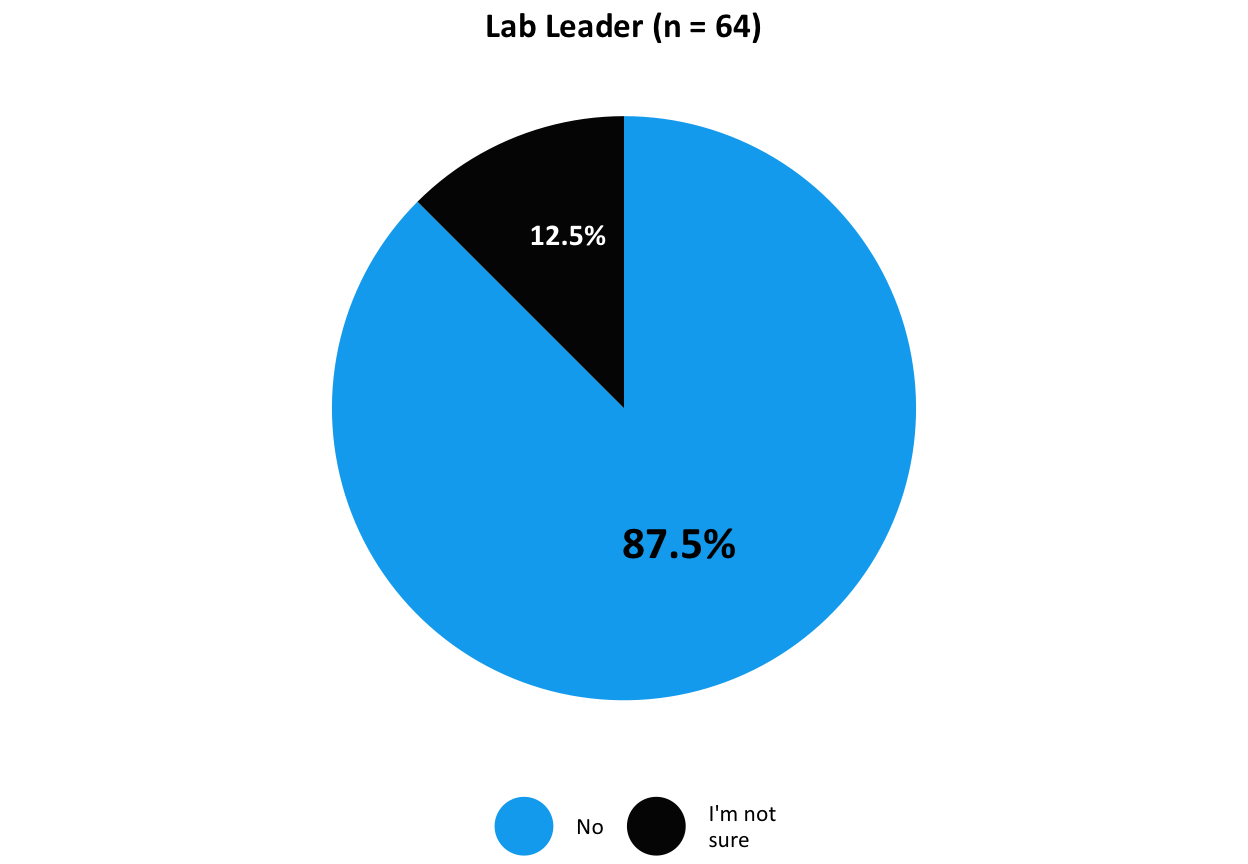 Lab Leader (n = 64)
12.5%
87.5%
No
I'm not
sure